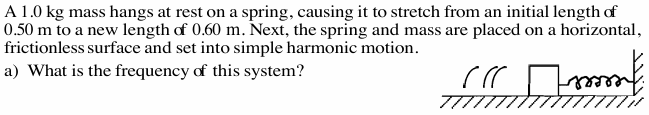 A 1.0 kg mass hangs at rest on a spring, causing it to stretch from an initial length of
0.50 m to a new length of 0.60 m. Next, the spring and mass are placed on a horizontal,
frictionless surface and set into simple harmonic motion.
a) What is the frequency of this system?